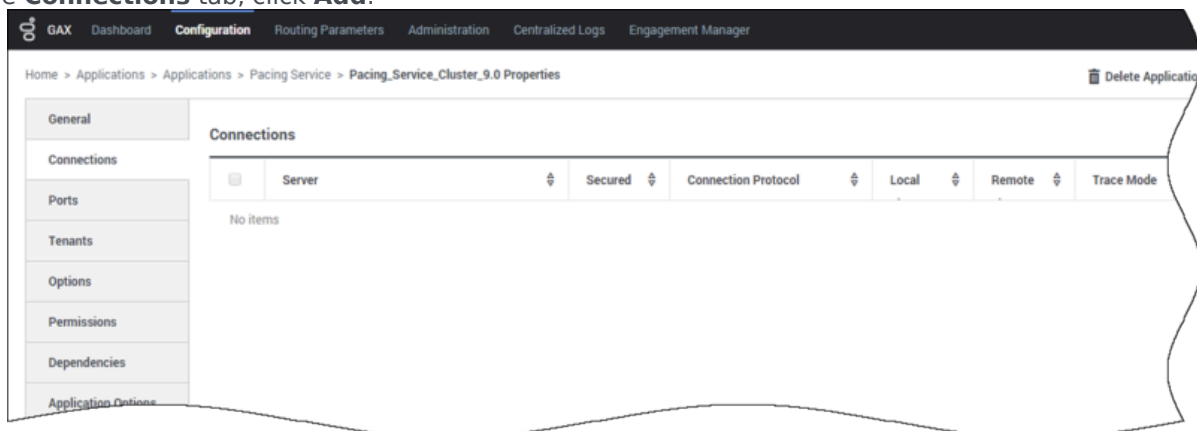 e Connections tab, click Add.
GAX Dashboard Configuration Routing Parameters Administration Centralized Logs Engagement Manager
Home > Applications > Applications > Pacing Service > Pacing_Service_Cluster_9.0 Properties
Delete Applicatio
General
Connections
Ports
Tenants
Options
Permissions
Dependencies
Application Options
Connections
Server Secured Connection Protocol Local Remote Trace Mode
No items